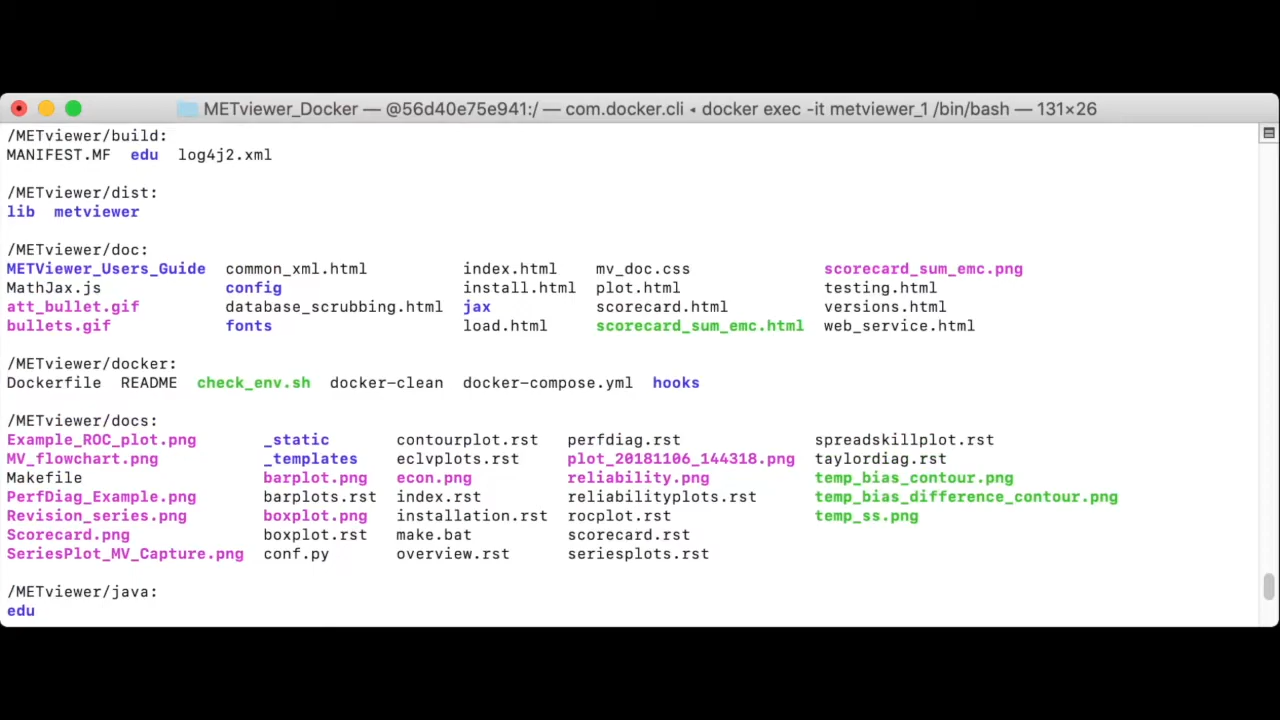 METviewer_Docker — @56d40e75e941:/ — com.docker.cli ◂ docker exec -it metviewer_1 /bin/bash — 131×26
/METviewer/build:
MANIFEST.MF edu log4j2.xml
/METviewer/dist:
lib metviewer
/METviewer/doc:
METViewer_Users_Guide common_xml.html index.html mv_doc.css scorecard_sum_emc.png
MathJax.js config install.html plot.html testing.html
att_bullet.gif database_scrubbing.html jax scorecard.html versions.html
bullets.gif fonts load.html scorecard_sum_emc.html web_service.html
/METviewer/docker:
Dockerfile README check_env.sh docker-clean docker-compose.yml hooks
/METviewer/docs:
Example_ROC_plot.png _static contourplot.rst perfdiag.rst spreadskillplot.rst
MV_flowchart.png _templates eclvplots.rst plot_20181106_144318.png taylordiag.rst
Makefile barplot.png econ.png reliability.png temp_bias_contour.png
PerfDiag_Example.png barplots.rst index.rst reliabilityplots.rst temp_bias_difference_contour.png
Revision_series.png boxplot.png installation.rst rocplot.rst temp_ss.png
Scorecard.png boxplot.rst make.bat scorecard.rst
SeriesPlot_MV_Capture.png conf.py overview.rst seriesplots.rst
/METviewer/java:
edu